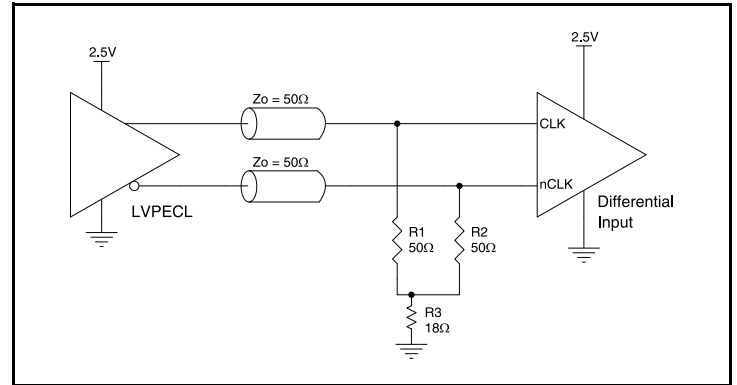 2.5V
2.5V
Zo = 50Ω
CLK
Zo = 50Ω
nCLK
LVPECL
Differential
Input
R1
50Ω
R2
50Ω
R3
18Ω